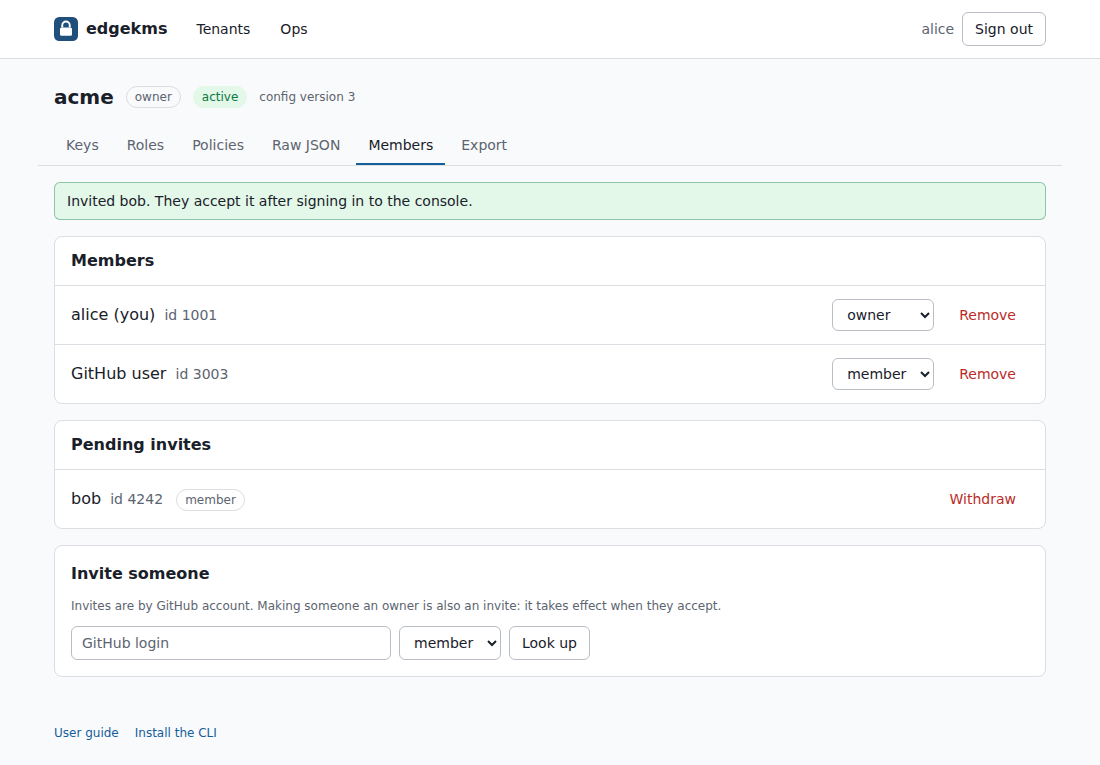 edgekms Tenants Ops alice Sign out
acme owner active config version 3
Keys Roles Policies Raw JSON Members Export
Invited bob. They accept it after signing in to the console.
Members
alice (you) id 1001 owner Remove
GitHub user id 3003 member Remove
Pending invites
bob id 4242 member Withdraw
Invite someone
Invites are by GitHub account. Making someone an owner is also an invite: it takes effect when they accept.
GitHub login member Look up
User guide Install the CLI